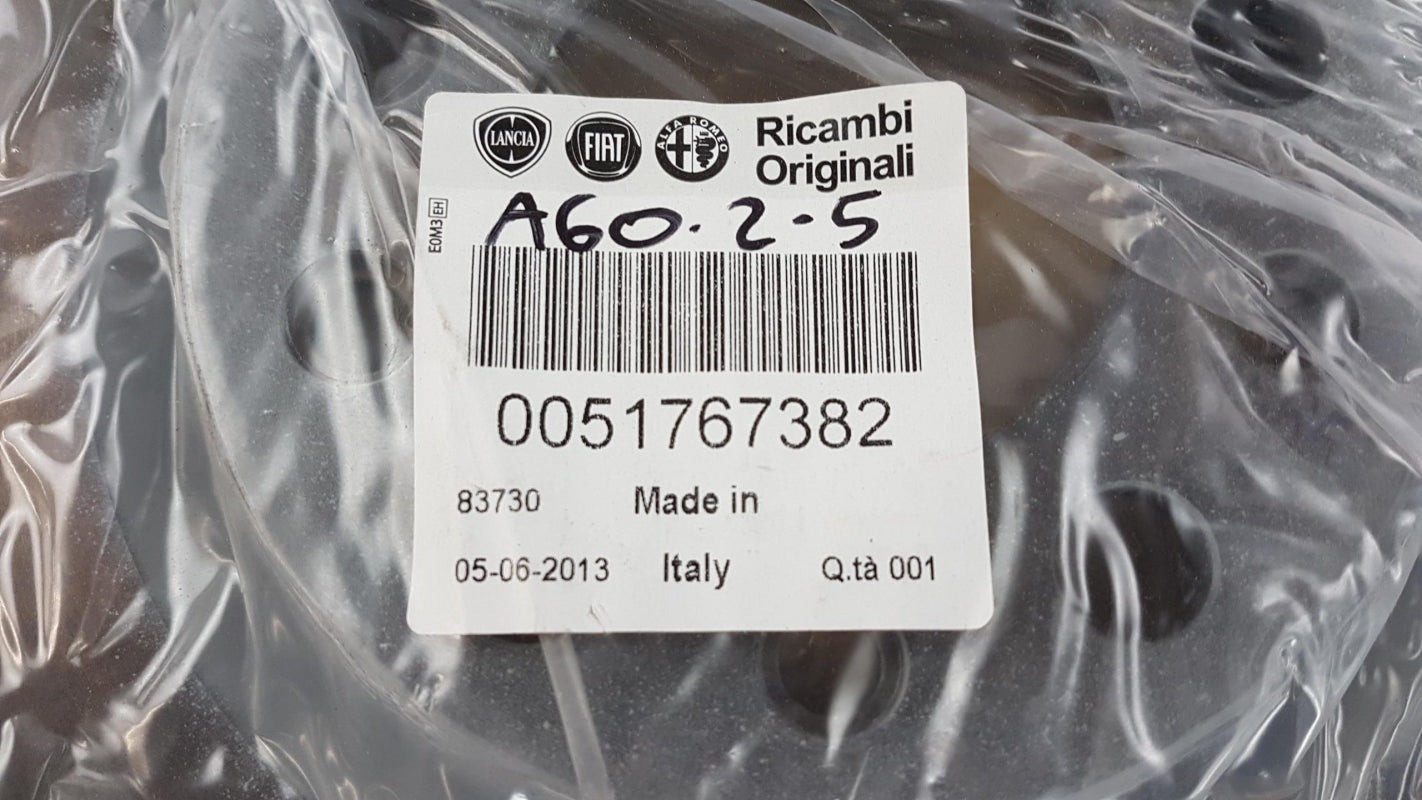 LANCIA FIAT ALFA ROMEO Ricambi
Originali
A60.2-5
E0M3 EH
0051767382
83730 Made in
05-06-2013 Italy Q.tà 001